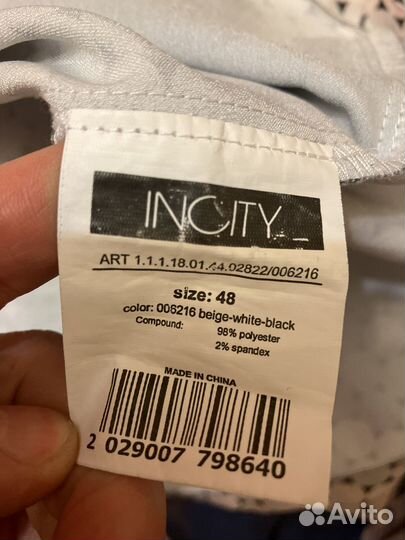 INCITY
ART 1.1.1.18.01.44.02822/006216
size: 48
color: 006216 beige-white-black
Compound: 98% polyester
2% spandex
MADE IN CHINA
2 029007 798640
Avito